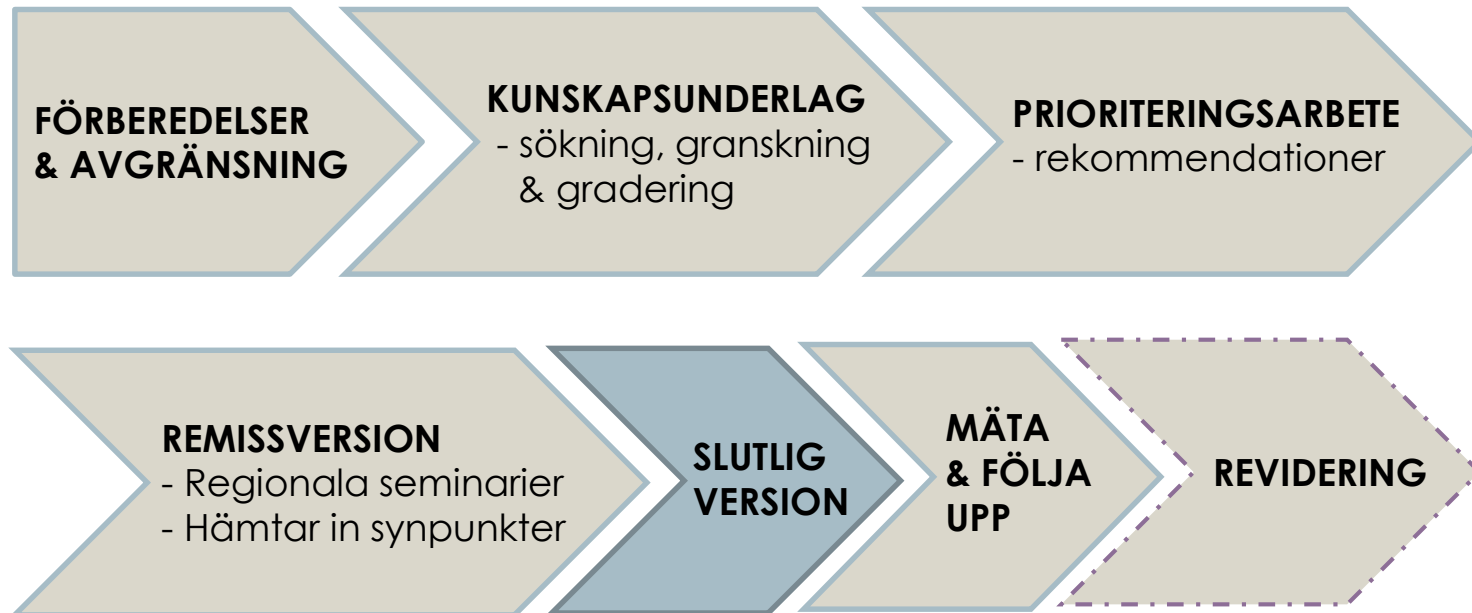 FÖRBEREDELSER
& AVGRÄNSNING
KUNSKAPSUNDERLAG
- sökning, granskning
& gradering
PRIORITERINGSARBETE
- rekommendationer
REMISSVERSION
- Regionala seminarier
- Hämtar in synpunkter
SLUTLIG
VERSION
MÄTA
& FÖLJA
UPP
REVIDERING